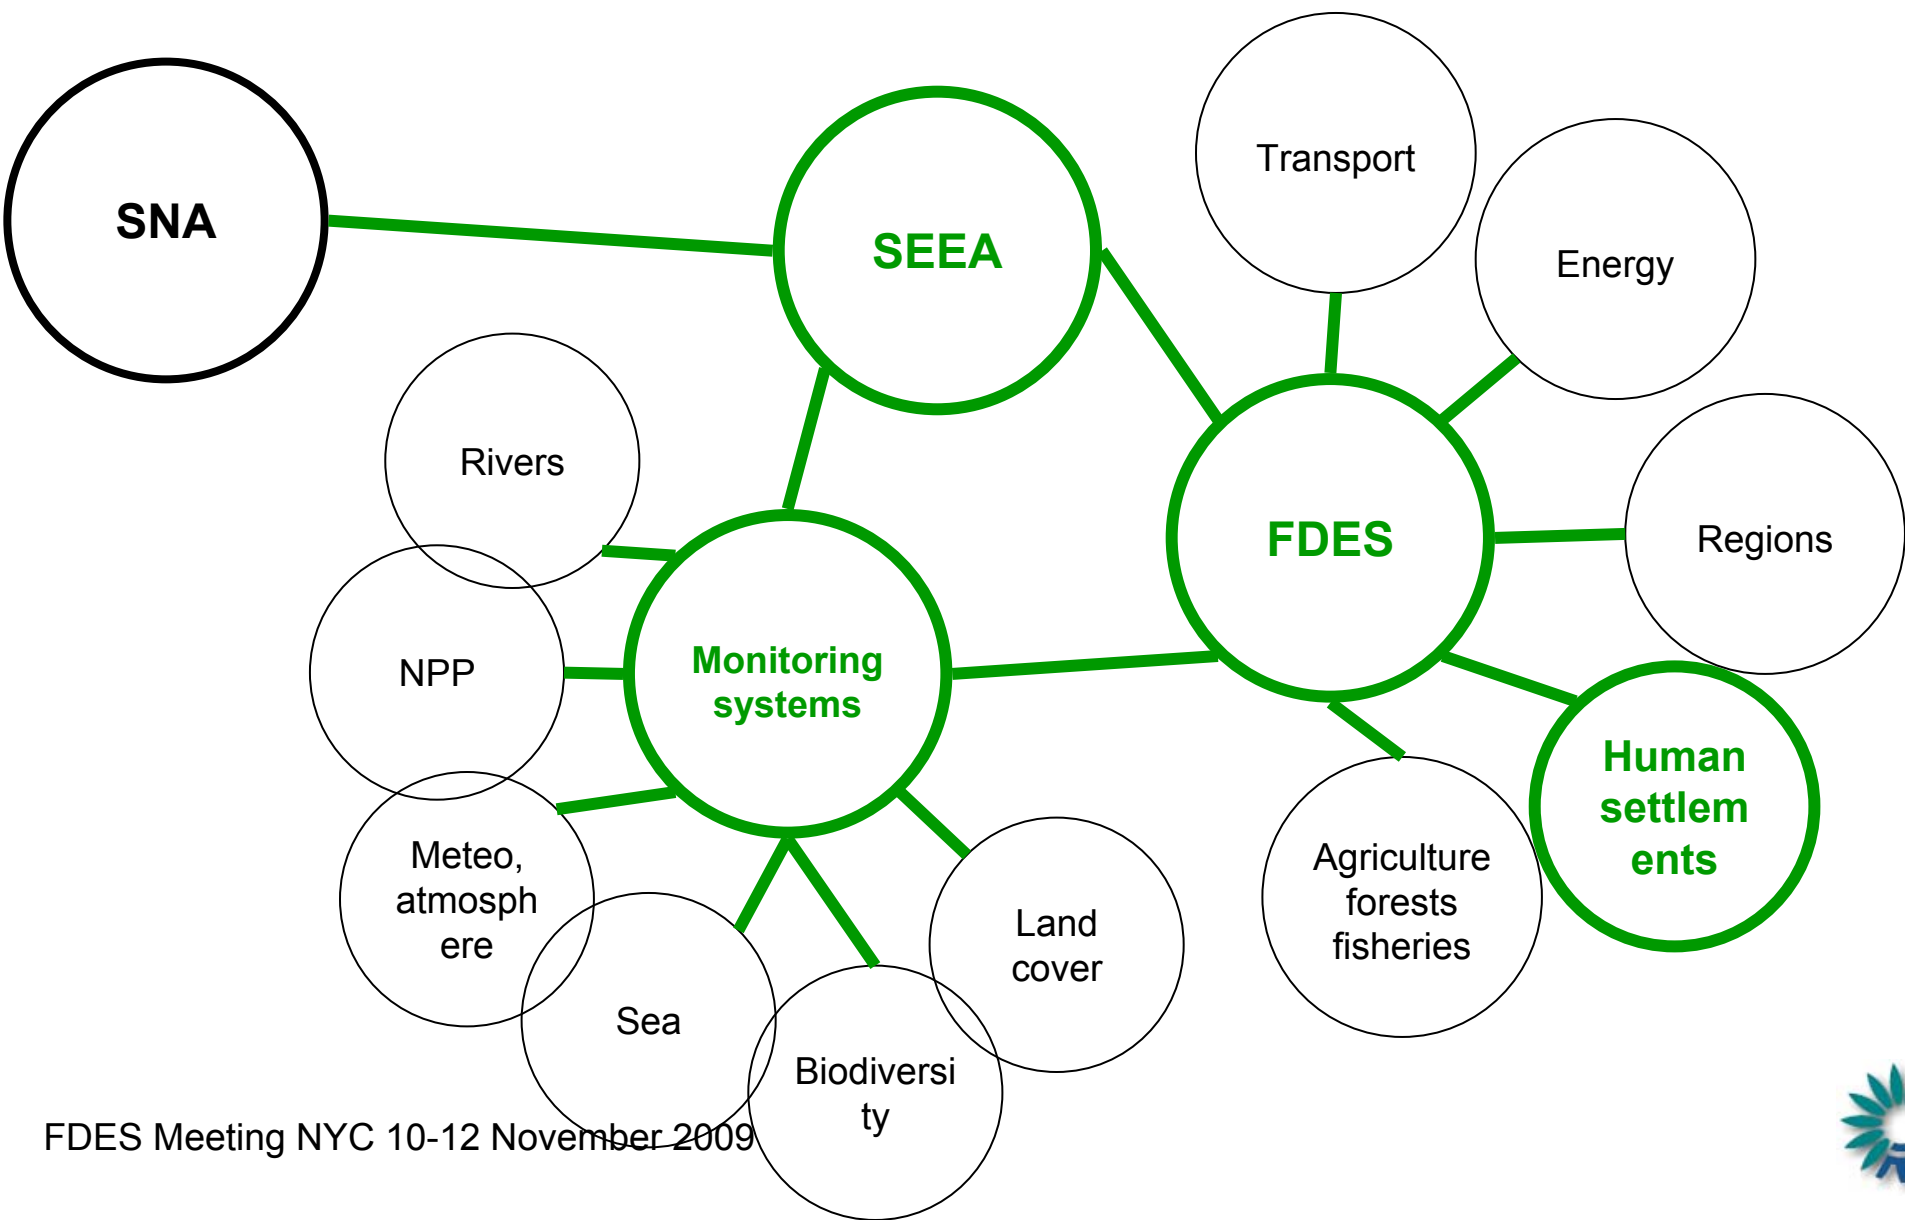 SNA
SEEA
Transport
Energy
Rivers
FDES
Regions
NPP
Monitoring
systems
Human
settlem
ents
Meteo,
atmosph
ere
Agriculture
forests
fisheries
Land
cover
Sea
Biodiversi
ty
FDES Meeting NYC 10-12 November 2009